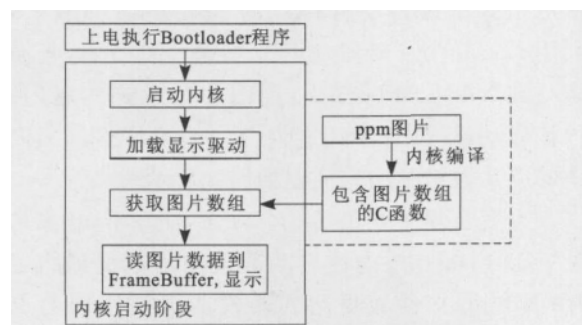 上电执行Bootloader程序
启动内核
加载显示驱动
获取图片数组
读图片数据到
FrameBuffer,显示
内核启动阶段
ppm图片
内核编译
包含图片数组
的C函数